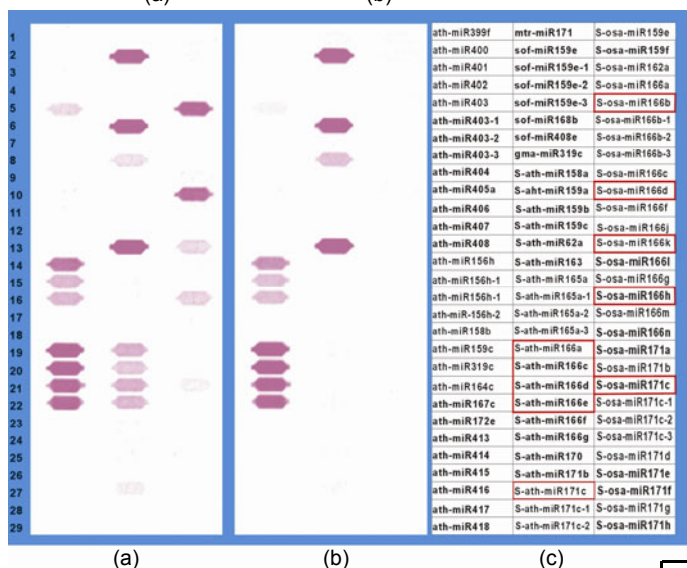 (a) (b)
1 ath-miR399f mtr-miR171 S-osa-miR159e
2 ath-miR400 sof-miR159e S-osa-miR159f
3 ath-miR401 sof-miR159e-1 S-osa-miR162a
4 ath-miR402 sof-miR159e-2 S-osa-miR166a
5 ath-miR403 sof-miR159e-3 S-osa-miR166b
6 ath-miR403-1 sof-miR168b S-osa-miR166b-1
7 ath-miR403-2 sof-miR408e S-osa-miR166b-2
8 ath-miR403-3 gma-miR319c S-osa-miR166b-3
9 ath-miR404 S-ath-miR158a S-osa-miR166c
10 ath-miR405a S-aht-miR159a S-osa-miR166d
11 ath-miR406 S-ath-miR159b S-osa-miR166f
12 ath-miR407 S-ath-miR159c S-osa-miR166j
13 ath-miR408 S-ath-miR62a S-osa-miR166k
14 ath-miR156h S-ath-miR163 S-osa-miR166l
15 ath-miR156h-1 S-ath-miR165a S-osa-miR166g
16 ath-miR156h-1 S-ath-miR165a-1 S-osa-miR166h
17 ath-miR-156h-2 S-ath-miR165a-2 S-osa-miR166m
18 ath-miR158b S-ath-miR165a-3 S-osa-miR166n
19 ath-miR159c S-ath-miR166a S-osa-miR171a
20 ath-miR319c S-ath-miR166c S-osa-miR171b
21 ath-miR164c S-ath-miR166d S-osa-miR171c
22 ath-miR167c S-ath-miR166e S-osa-miR171c-1
23 ath-miR172e S-ath-miR166f S-osa-miR171c-2
24 ath-miR413 S-ath-miR166g S-osa-miR171c-3
25 ath-miR414 S-ath-miR170 S-osa-miR171d
26 ath-miR415 S-ath-miR171b S-osa-miR171e
27 ath-miR416 S-ath-miR171c S-osa-miR171f
28 ath-miR417 S-ath-miR171c-1 S-osa-miR171g
29 ath-miR418 S-ath-miR171c-2 S-osa-miR171h
(a) (b) (c)